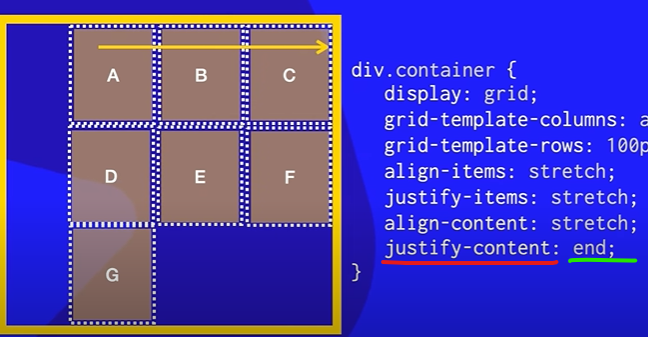 A B C
D E F
G
div.container {
display: grid;
grid-template-columns: a
grid-template-rows: 100p
align-items: stretch;
justify-items: stretch;
align-content: stretch;
justify-content: end;
}